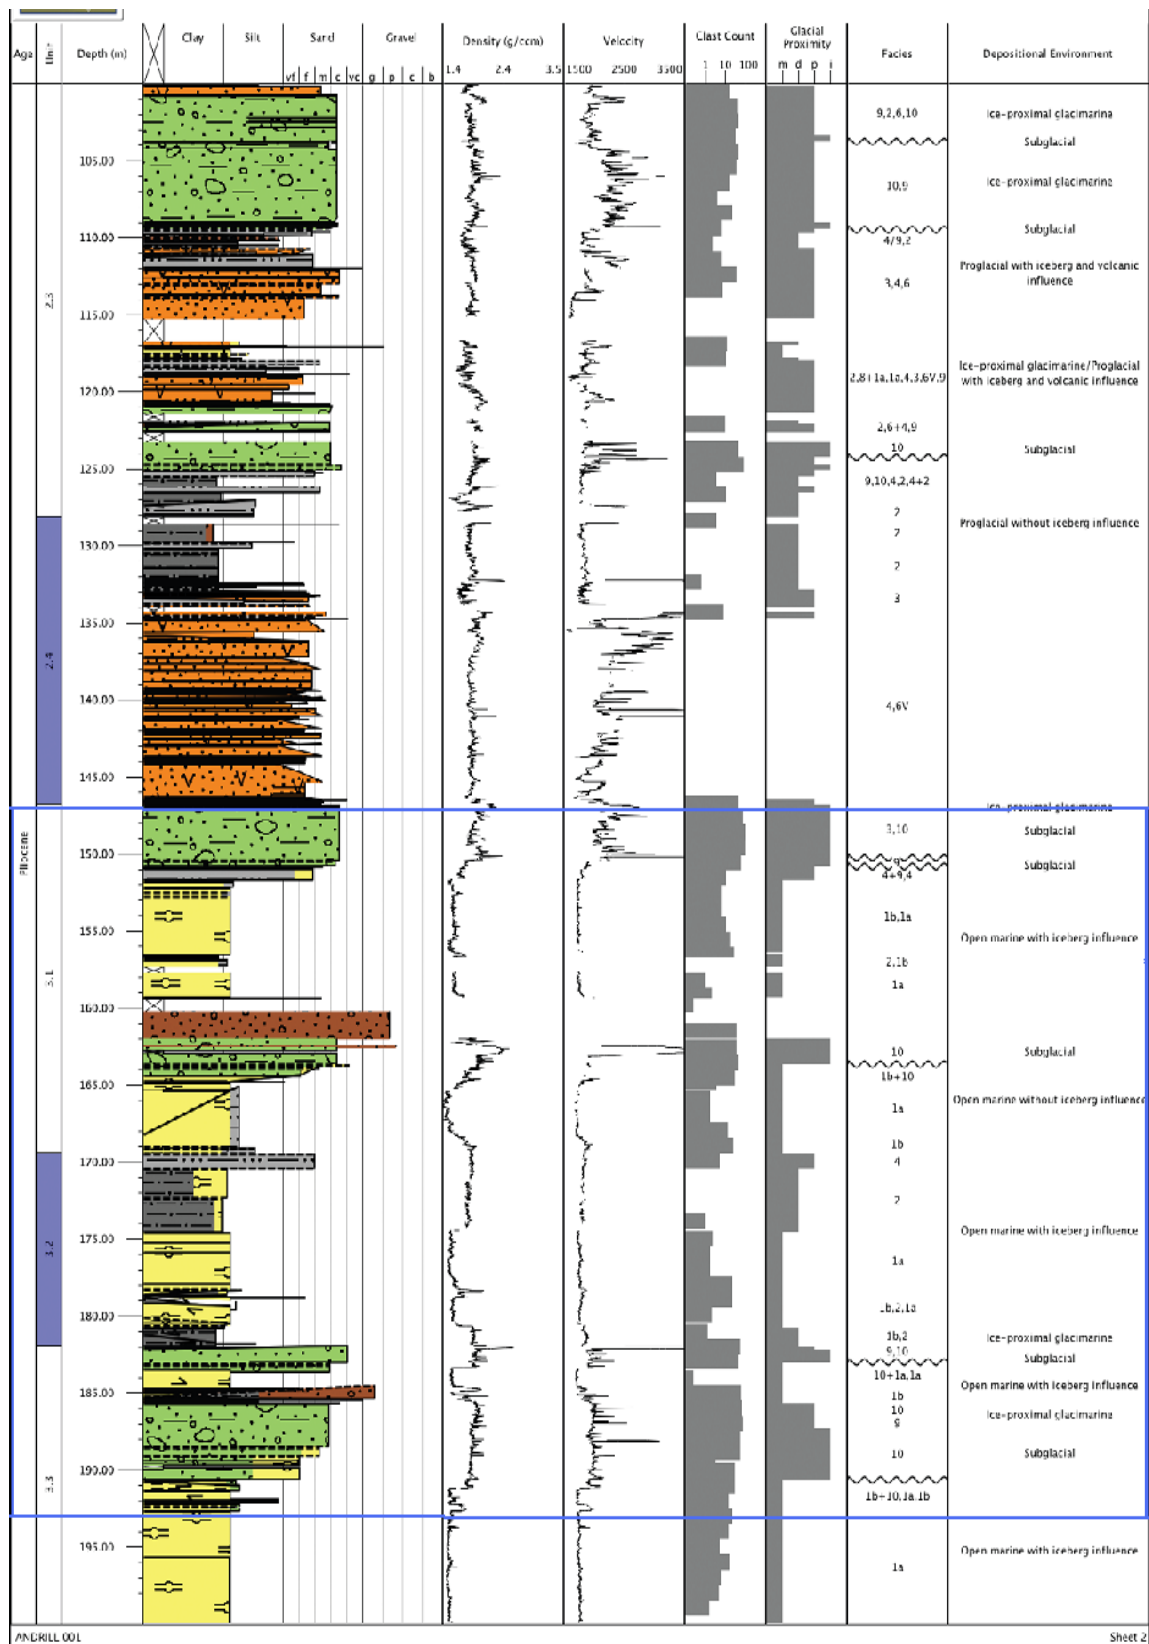 Age Unit Depth (m) Clay Silt Sand Gravel Density (g/ccm) Velocity Clast Count Glacial Proximity Facies Depositional Environment
vf f m c vc g p c b 1.4 2.4 3.5 1500 2500 3500 1 10 100 m d p i
9,2,6,10 Ice-proximal glacimarine
Subglacial
105.00
10,9 Ice-proximal glacimarine
Subglacial
110.00 4/9,2
Proglacial with iceberg and volcanic
influence
3,4,6
2.3
115.00
Ice-proximal glacimarine/Proglacial
2,8+1a,1a,4,3,6V,9 with iceberg and volcanic influence
120.00
2,6+4,9
10 Subglacial
125.00
9,10,4,2,4+2
2
Proglacial without iceberg influence
7
130.00
2
3
135.00
2.4
140.00 4,6V
145.00
Ice-proximal glacimarine
Pliocene
3,10 Subglacial
150.00
9 Subglacial
4+9,4
1b,1a
155.00 Open marine with iceberg influence
2,1b
3.1
1a
160.00
10 Subglacial
1b+10
165.00
Open marine without iceberg influence
1a
1b
170.00 4
2
175.00 Open marine with iceberg influence
3.2
1a
180.00 1b,2,1a
1b,2 Ice-proximal glacimarine
9,10
Subglacial
10+1a,1a
185.00 Open marine with iceberg influence
1b
10 Ice-proximal glacimarine
9
10 Subglacial
190.00
3.3
1b+10,1a,1b
195.00 Open marine with iceberg influence
1a
ANDRILL 001 Sheet 2